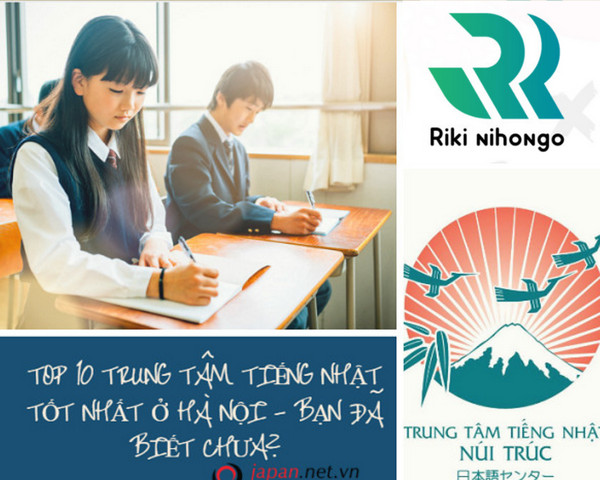 Riki Nihongo
TOP 10 TRUNG TÂM TIẾNG NHẬT
TỐT NHẤT Ở HÀ NỘI - BẠN ĐÃ
BIẾT CHƯA?
japan.net.vn
TRUNG TÂM TIẾNG NHẬ
NÚI TRÚC
日本語センター